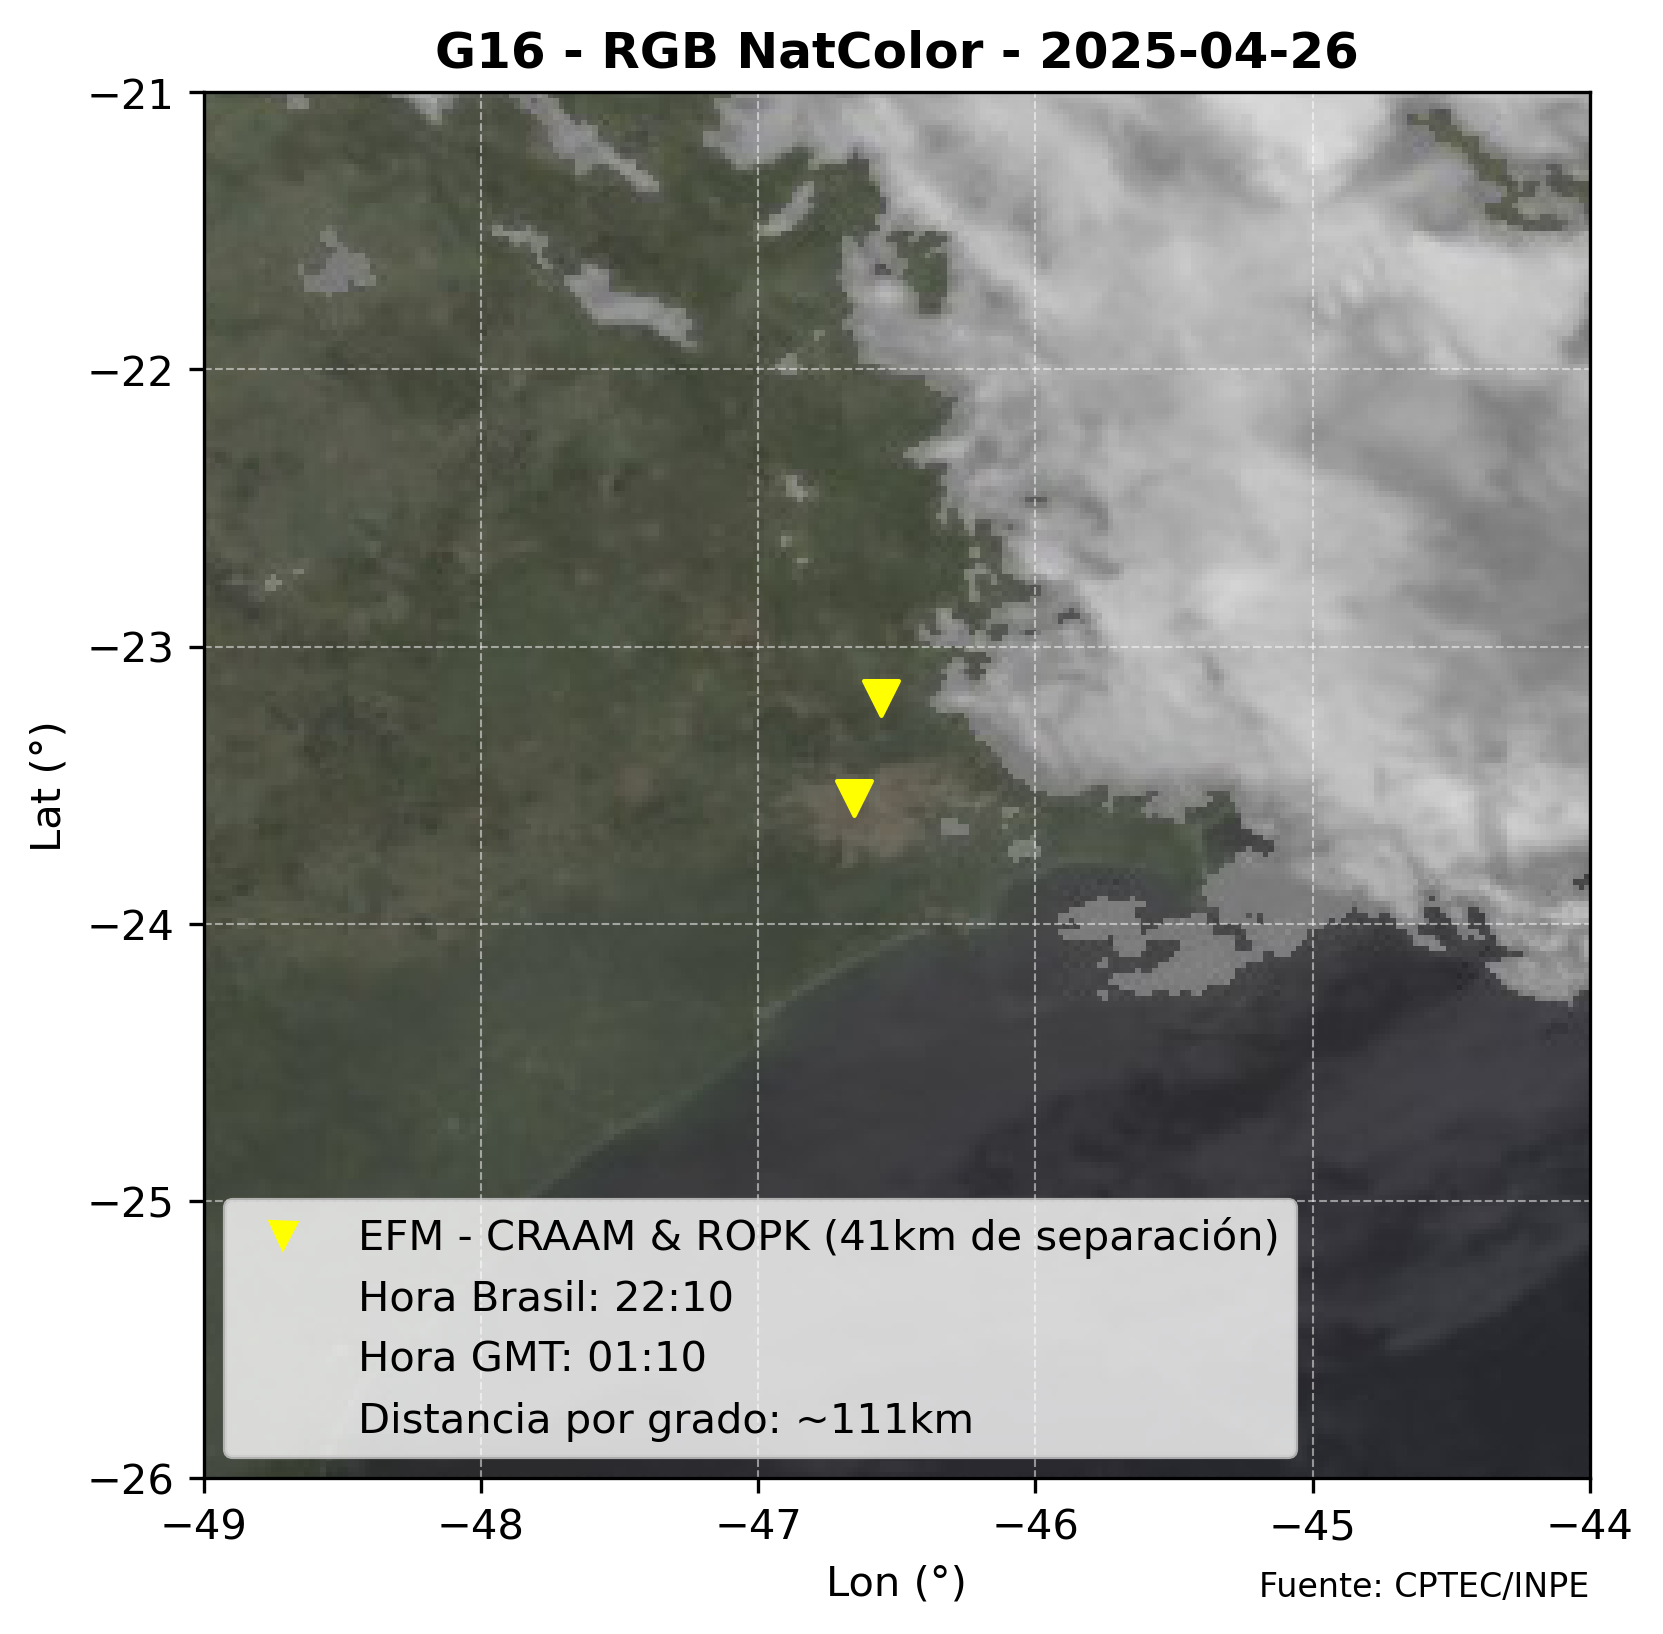 G16 - RGB NatColor - 2025-04-26
−21
−22
−23
−24
−25
−26
Lat (°)
EFM - CRAAM & ROPK (41km de separación)
Hora Brasil: 22:10
Hora GMT: 01:10
Distancia por grado: ~111km
−49 −48 −47 −46 −45 −44
Lon (°)
Fuente: CPTEC/INPE